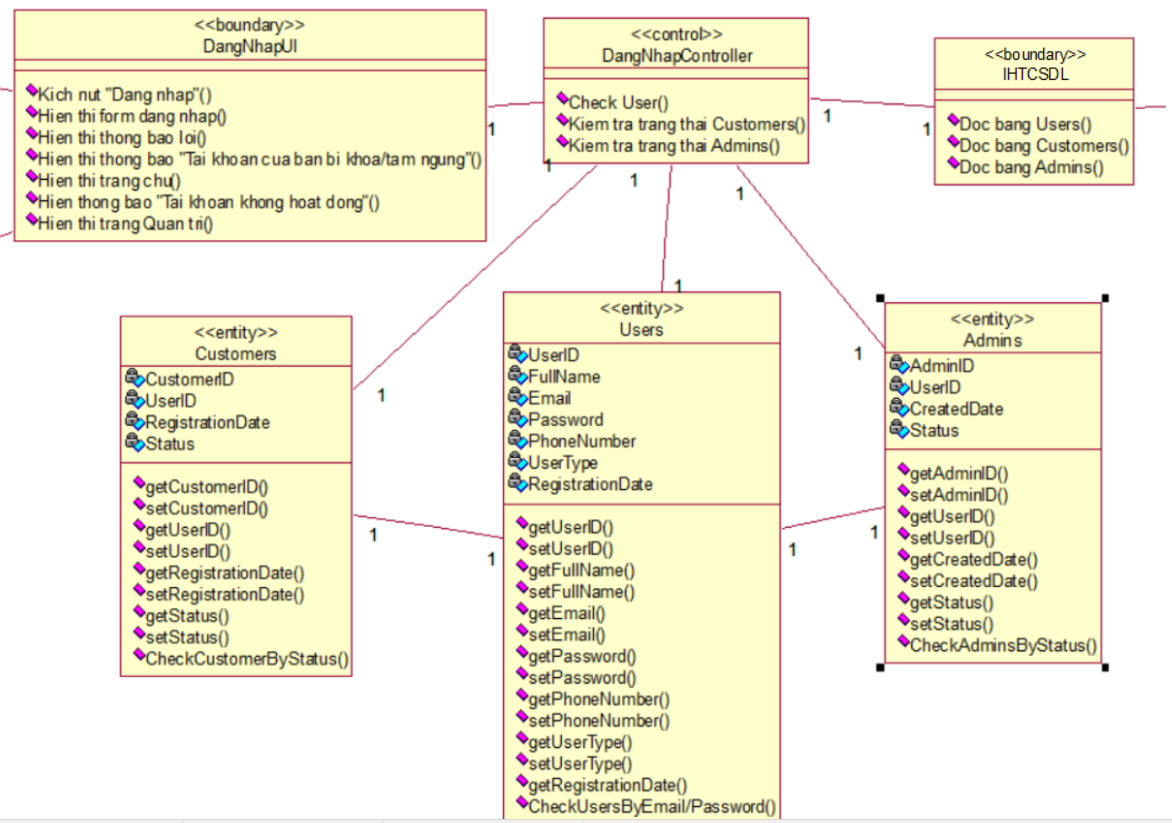 <<boundary>>
DangNhapUI
Kich nut "Dang nhap"()
Hien thi form dang nhap()
Hien thi thong bao loi()
Hien thi thong bao "Tai khoan cua ban bi khoa/tam ngung"()
Hien thi trang chu()
Hien thong bao "Tai khoan khong hoat dong"()
Hien thi trang Quan tri()
1
<<control>>
DangNhapController
Check User()
Kiem tra trang thai Customers()
Kiem tra trang thai Admins()
1
1
1
1
1
<<boundary>>
IHTCSDL
Doc bang Users()
Doc bang Customers()
Doc bang Admins()
<<entity>>
Customers
CustomerID
UserID
RegistrationDate
Status
getCustomerID()
setCustomerID()
getUserID()
setUserID()
getRegistrationDate()
setRegistrationDate()
getStatus()
setStatus()
CheckCustomerByStatus()
1
1
1
1
<<entity>>
Users
UserID
FullName
Email
Password
PhoneNumber
UserType
RegistrationDate
getUserID()
setUserID()
getFullName()
setFullName()
getEmail()
setEmail()
getPassword()
setPassword()
getPhoneNumber()
setPhoneNumber()
getUserType()
setUserType()
getRegistrationDate()
CheckUsersByEmail/Password()
1
1
1
<<entity>>
Admins
AdminID
UserID
CreatedDate
Status
getAdminID()
setAdminID()
getUserID()
setUserID()
getCreatedDate()
setCreatedDate()
getStatus()
setStatus()
CheckAdminsByStatus()